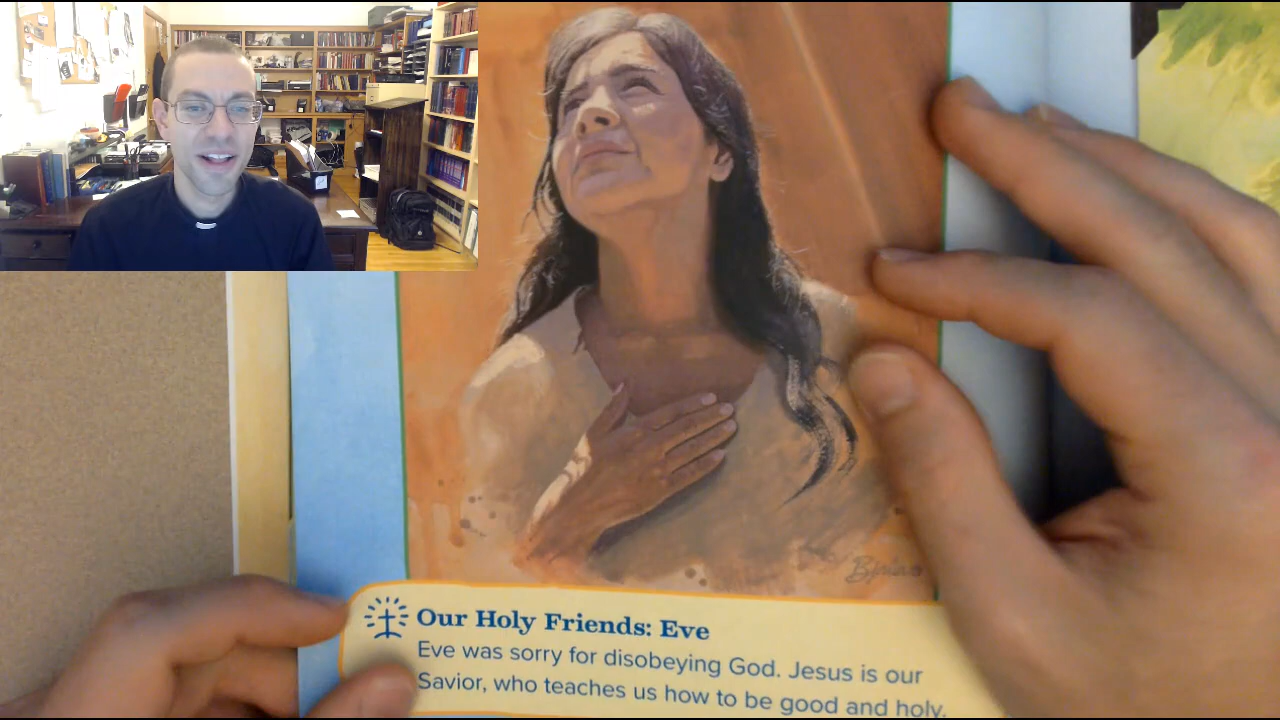 Our Holy Friends: Eve
Eve was sorry for disobeying God. Jesus is our
Savior, who teaches us how to be good and holy.